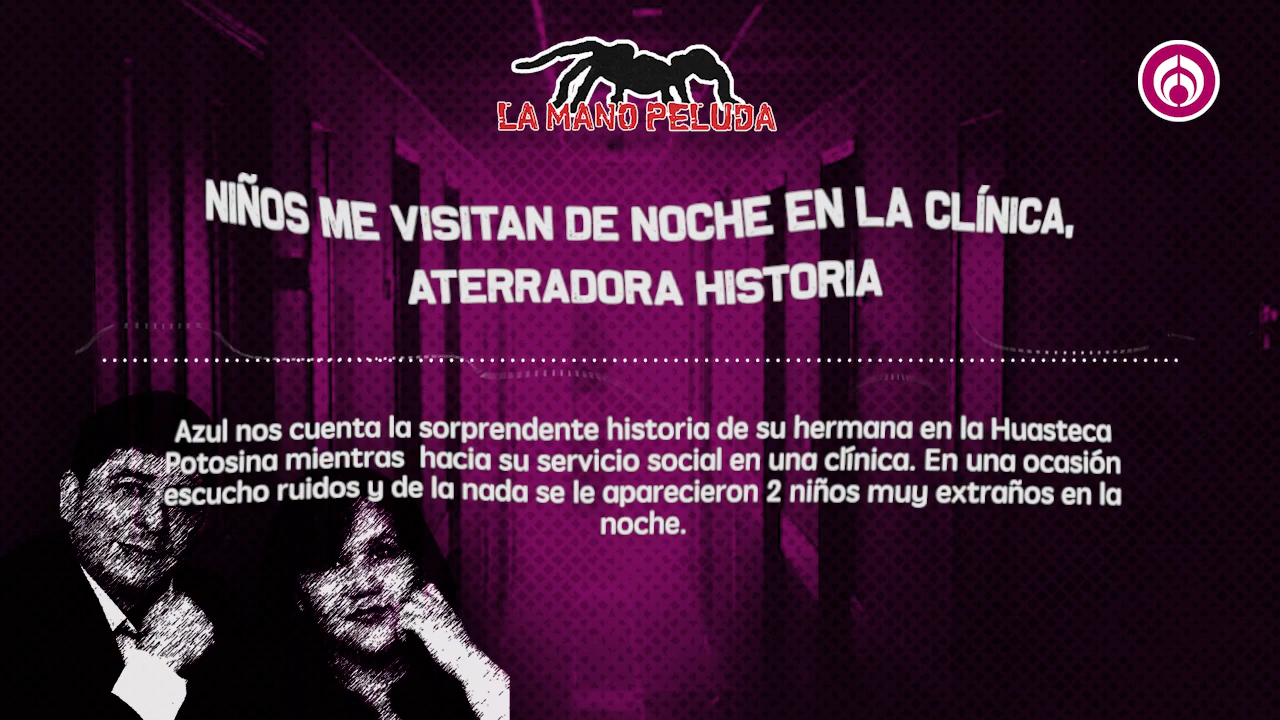 LA MANO PELUDA
NIÑOS ME VISITAN DE NOCHE EN LA CLÍNICA,
ATERRADORA HISTORIA
Azul nos cuenta la sorprendente historia de su hermana en la Huasteca
Potosina mientras hacia su servicio social en una clínica. En una ocasión
escucho ruidos y de la nada se le aparecieron 2 niños muy extraños en la
noche.